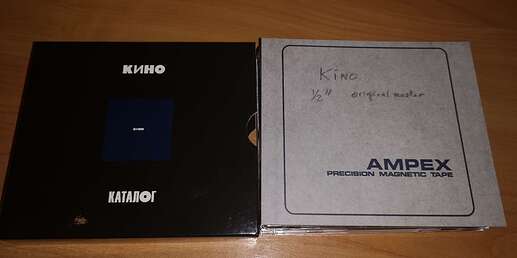 КИНО
КАТАЛОГ
Kino
1/2" original master
AMPEX
PRECISION MAGNETIC TAPE